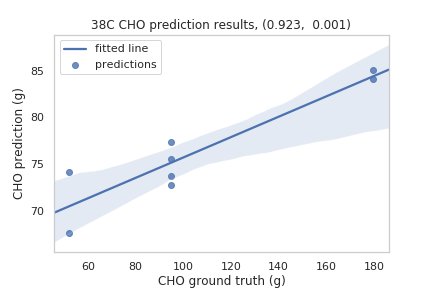 38C CHO prediction results, (0.923,  0.001)
fitted line
predictions
85
80
75
70
CHO prediction (g)
60 80 100 120 140 160 180
CHO ground truth (g)